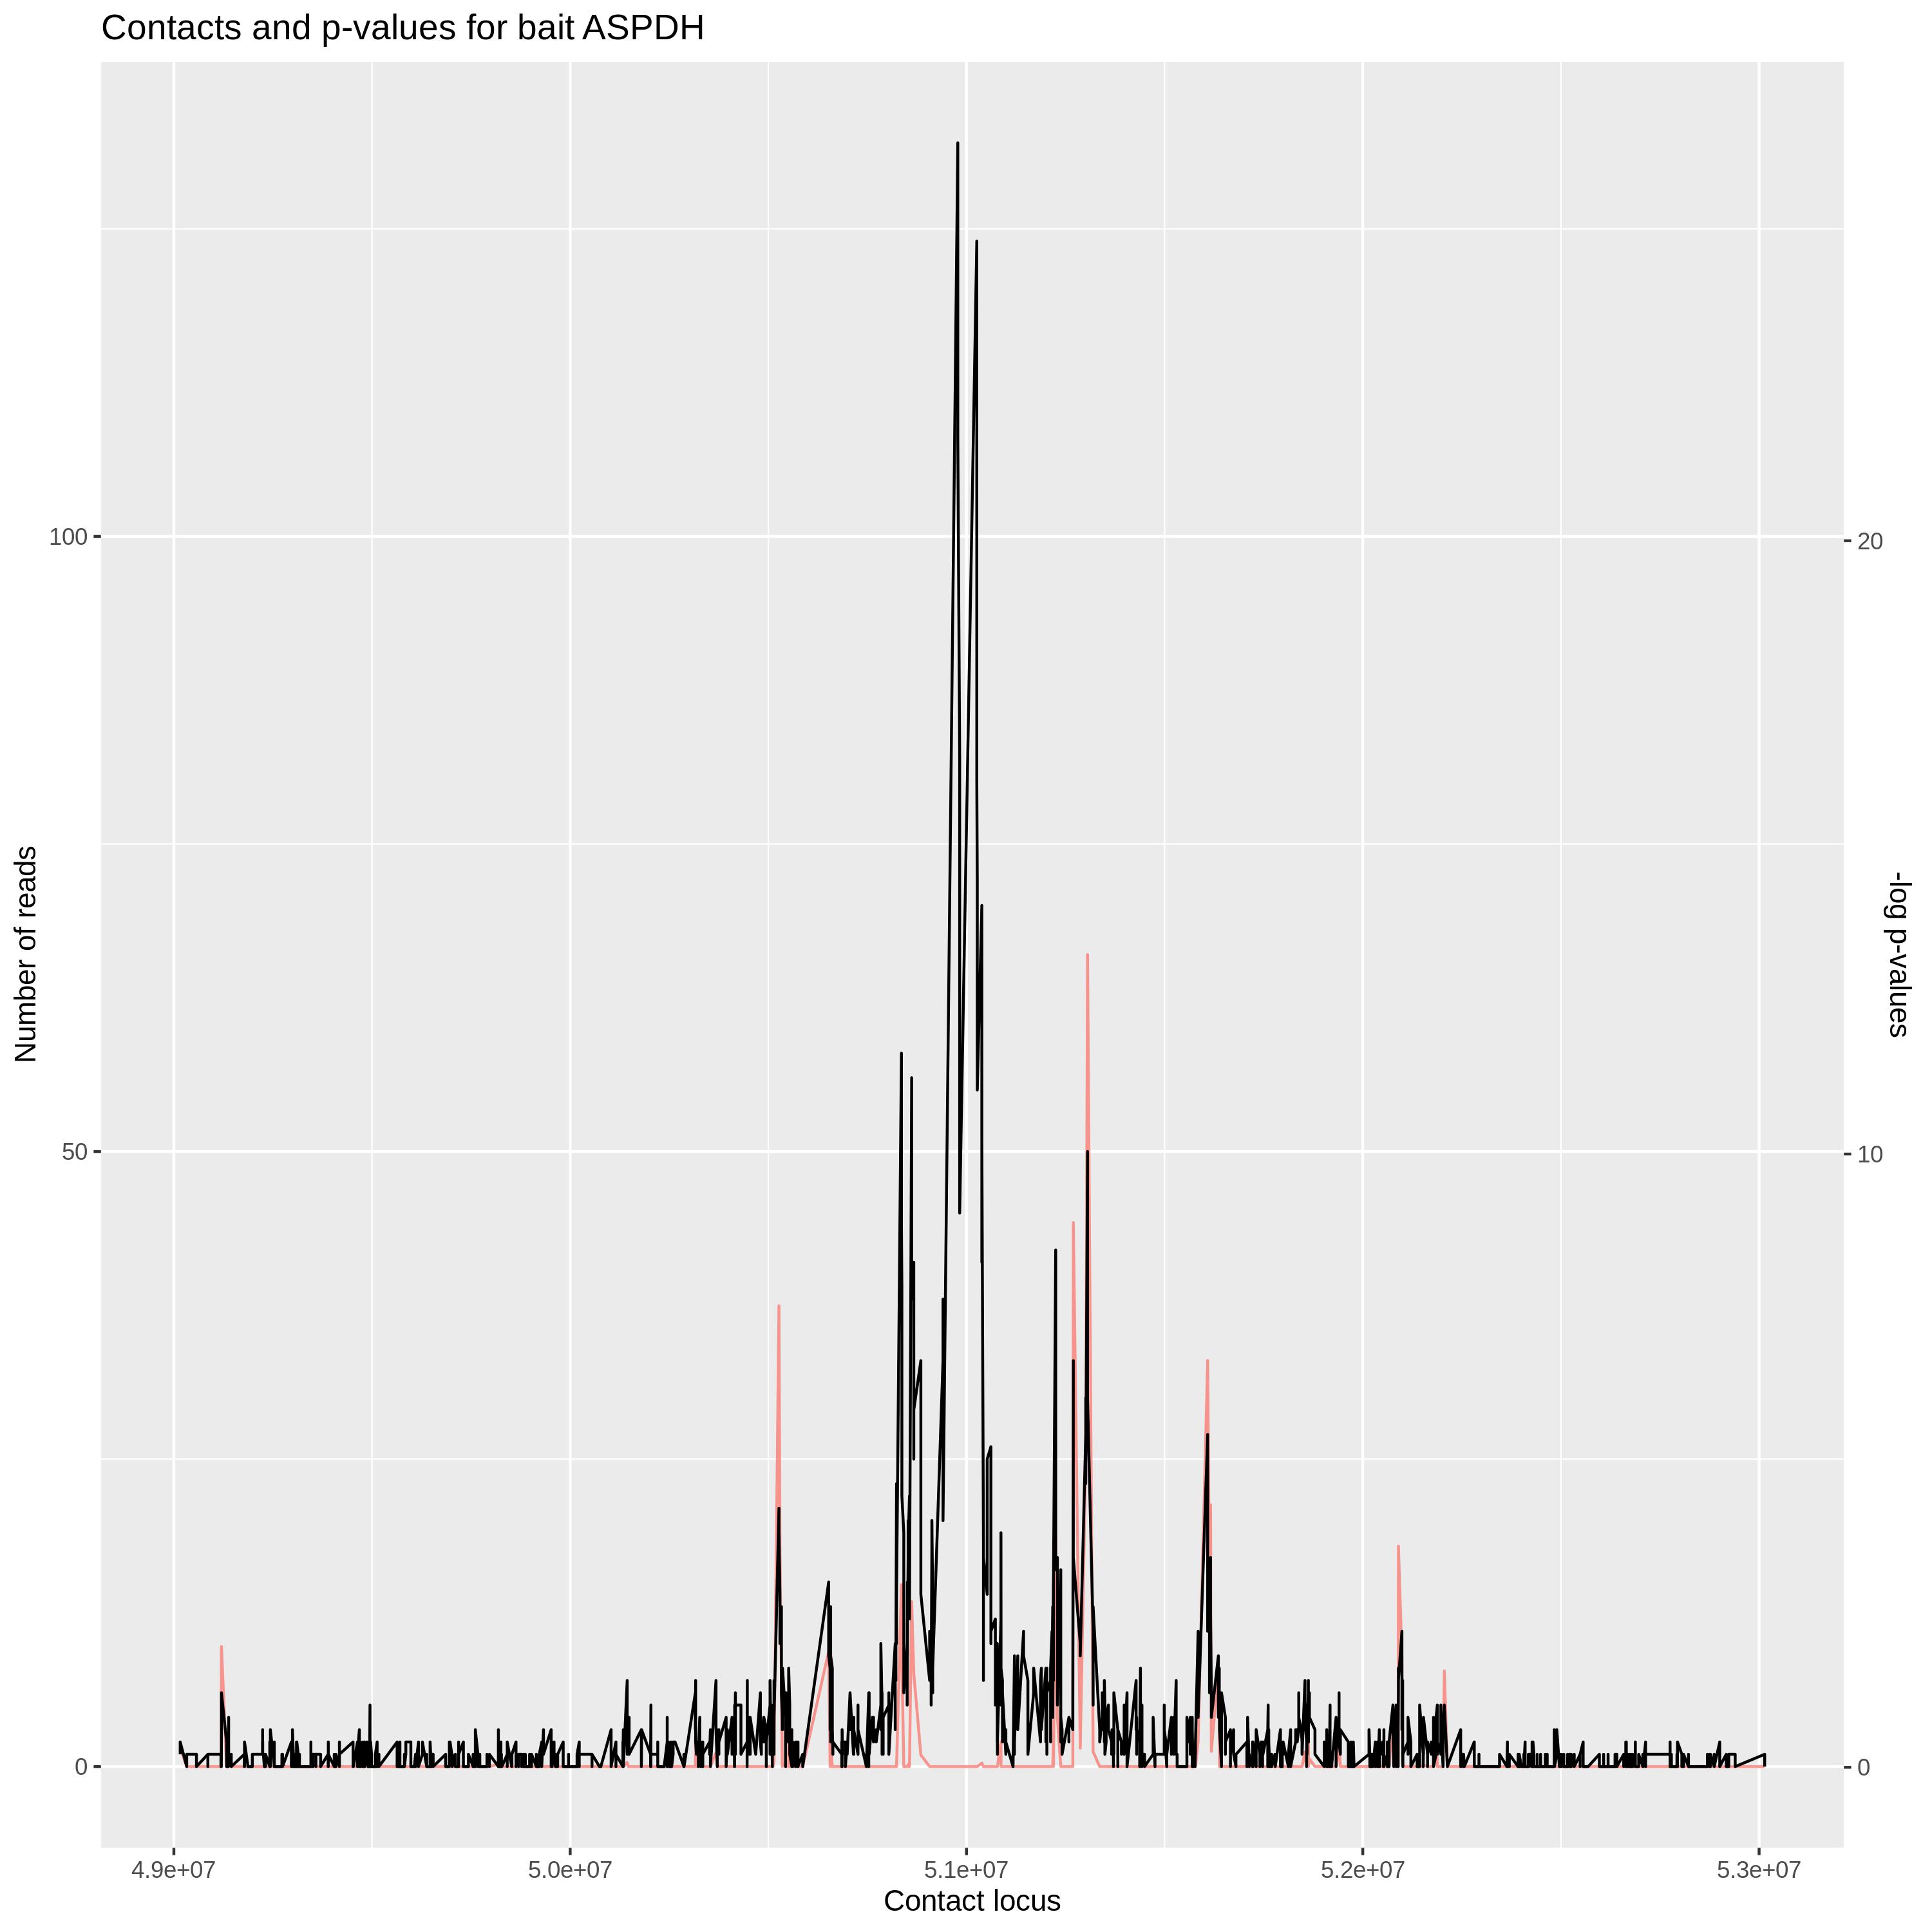 Contacts and p-values for bait ASPDH
100
50
0
Number of reads
20
10
0
-log p-values
4.9e+07 5.0e+07 5.1e+07 5.2e+07 5.3e+07
Contact locus